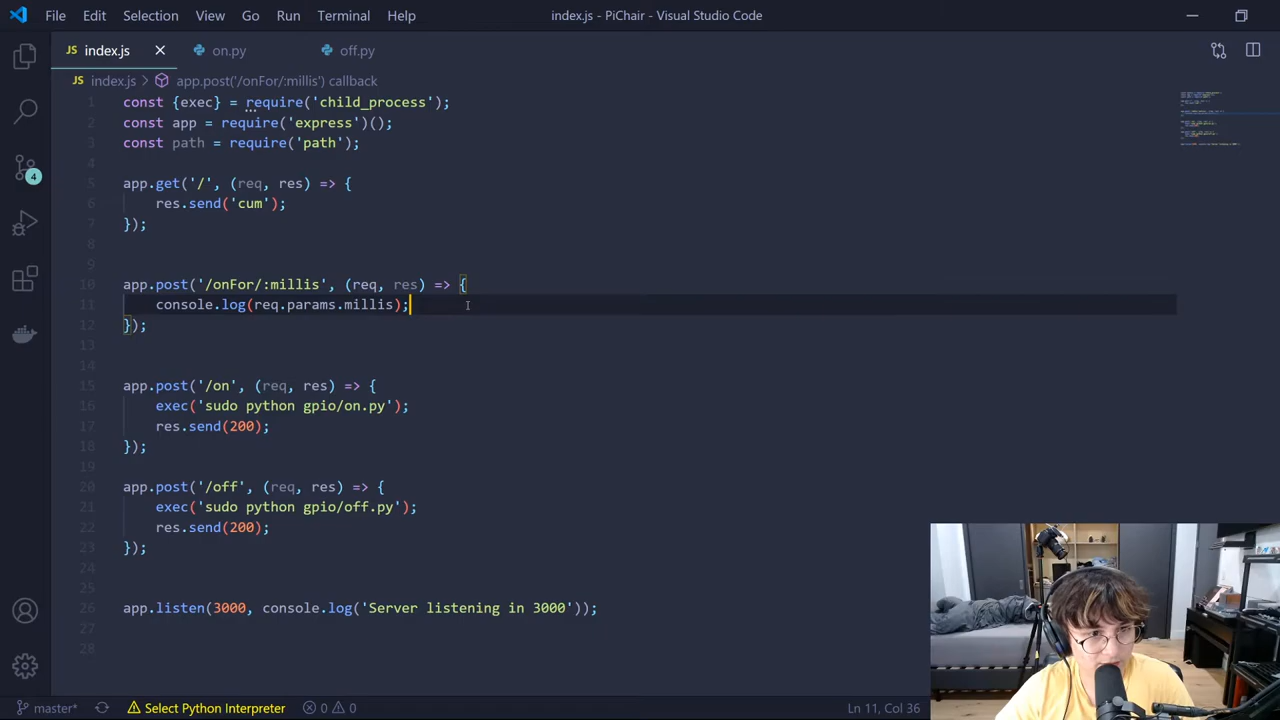 File Edit Selection View Go Run Terminal Help index.js - PiChair - Visual Studio Code
JS index.js on.py off.py
JS index.js > app.post('/onFor/:millis') callback
1 const {exec} = require('child_process');
2 const app = require('express')();
3 const path = require('path');
4
5 app.get('/', (req, res) => {
6 res.send('cum');
7 });
8
9
10 app.post('/onFor/:millis', (req, res) => {
11 console.log(req.params.millis);
12 });
13
14
15 app.post('/on', (req, res) => {
16 exec('sudo python gpio/on.py');
17 res.send(200);
18 });
19
20 app.post('/off', (req, res) => {
21 exec('sudo python gpio/off.py');
22 res.send(200);
23 });
24
25
26 app.listen(3000, console.log('Server listening in 3000'));
27
28
4
master* Select Python Interpreter 0 0 Ln 11, Col 36